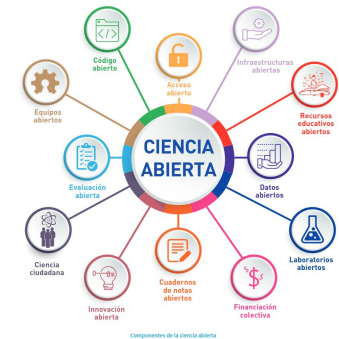 Código
abierto
Acceso
abierto
Infraestructuras
abiertas
Equipos
abiertos
Recursos
educativos
abiertos
CIENCIA
ABIERTA
Evaluación
abierta
Datos
abiertos
Ciencia
ciudadana
Laboratorios
abiertos
Innovación
abierta
Cuadernos
de notas
abiertos
Financiación
colectiva
Componentes de la ciencia abierta